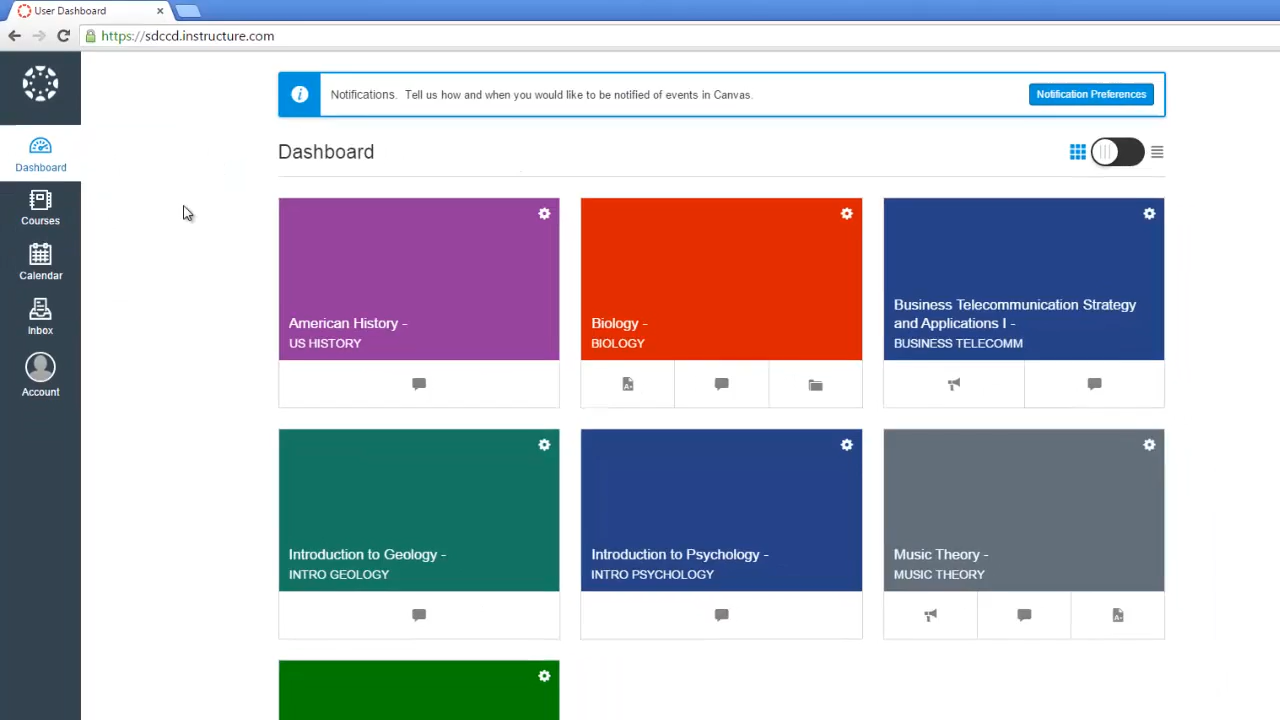 User Dashboard
https://sdccd.instructure.com
Notifications. Tell us how and when you would like to be notified of events in Canvas.
Notification Preferences
Dashboard
Dashboard
Courses
Calendar
Inbox
Account
American History -
US HISTORY
Biology -
BIOLOGY
Business Telecommunication Strategy
and Applications I -
BUSINESS TELECOMM
Introduction to Geology -
INTRO GEOLOGY
Introduction to Psychology -
INTRO PSYCHOLOGY
Music Theory -
MUSIC THEORY